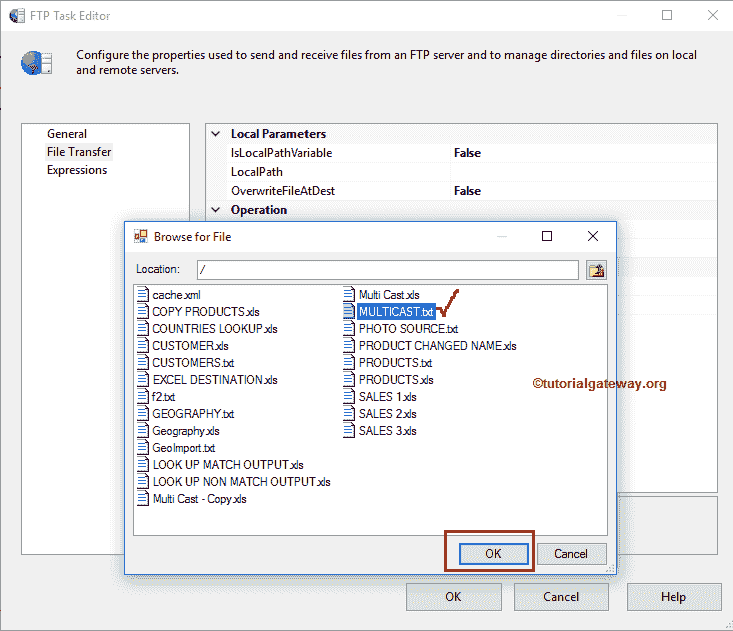 FTP Task Editor
Configure the properties used to send and receive files from an FTP server and to manage directories and files on local
and remote servers.
General
File Transfer
Expressions
Local Parameters
IsLocalPathVariable False
LocalPath
OverwriteFileAtDest False
Operation
Browse for File
Location: /
cache.xml
COPY PRODUCTS.xls
COUNTRIES LOOKUP.xls
CUSTOMER.xls
CUSTOMERS.txt
EXCEL DESTINATION.xls
f2.txt
GEOGRAPHY.txt
Geography.xls
GeoImport.txt
LOOK UP MATCH OUTPUT.xls
LOOK UP NON MATCH OUTPUT.xls
Multi Cast - Copy.xls
Multi Cast.xls
MULTICAST.txt
PHOTO SOURCE.txt
PRODUCT CHANGED NAME.xls
PRODUCTS.txt
PRODUCTS.xls
SALES 1.xls
SALES 2.xls
SALES 3.xls
©tutorialgateway.org
OK Cancel
OK Cancel Help